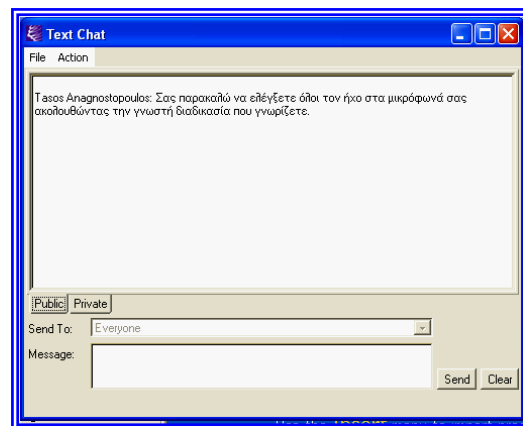 Text Chat
File Action
Tasos Anagnostopoulos: Σας παρακαλώ να ελέγξετε όλοι τον ήχο στα μικρόφωνά σας
ακολουθώντας την γνωστή διαδικασία που γνωρίζετε.
Public Private
Send To: Everyone
Message:
Send Clear